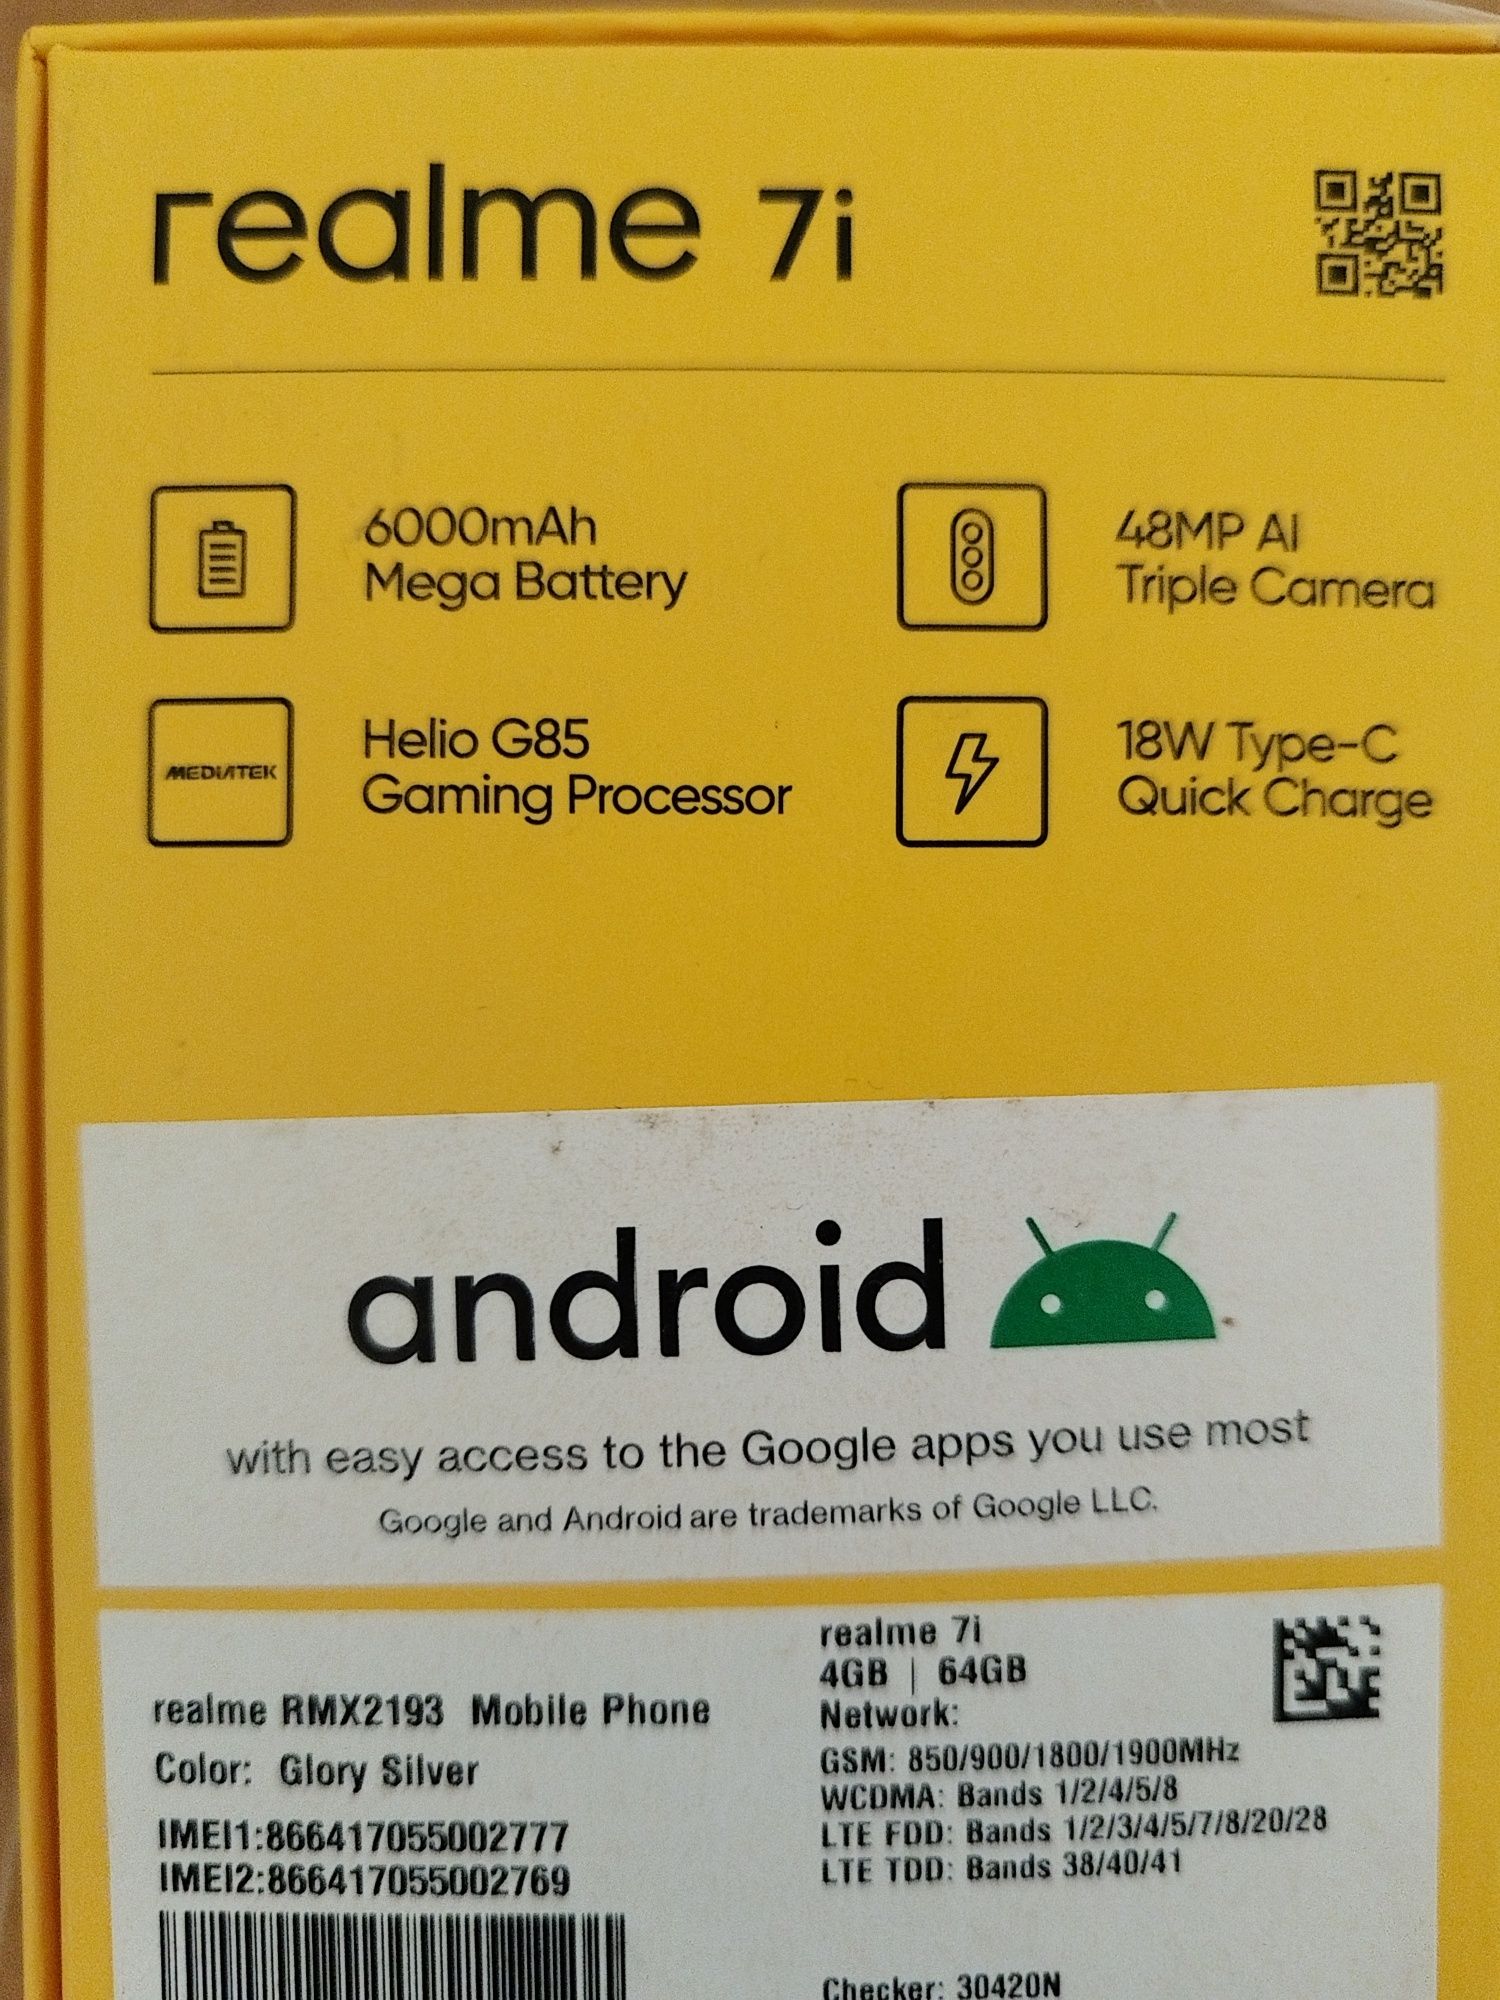 realme 7i
6000mAh
Mega Battery
48MP AI
Triple Camera
MEDIATEK
Helio G85
Gaming Processor
18W Type-C
Quick Charge
android
with easy access to the Google apps you use most
Google and Android are trademarks of Google LLC.
realme RMX2193 Mobile Phone
Color: Glory Silver
IMEI1:866417055002777
IMEI2:866417055002769
realme 7i
4GB | 64GB
Network:
GSM: 850/900/1800/1900MHz
WCDMA: Bands 1/2/4/5/8
LTE FDD: Bands 1/2/3/4/5/7/8/20/28
LTE TDD: Bands 38/40/41
Checker: 30420N